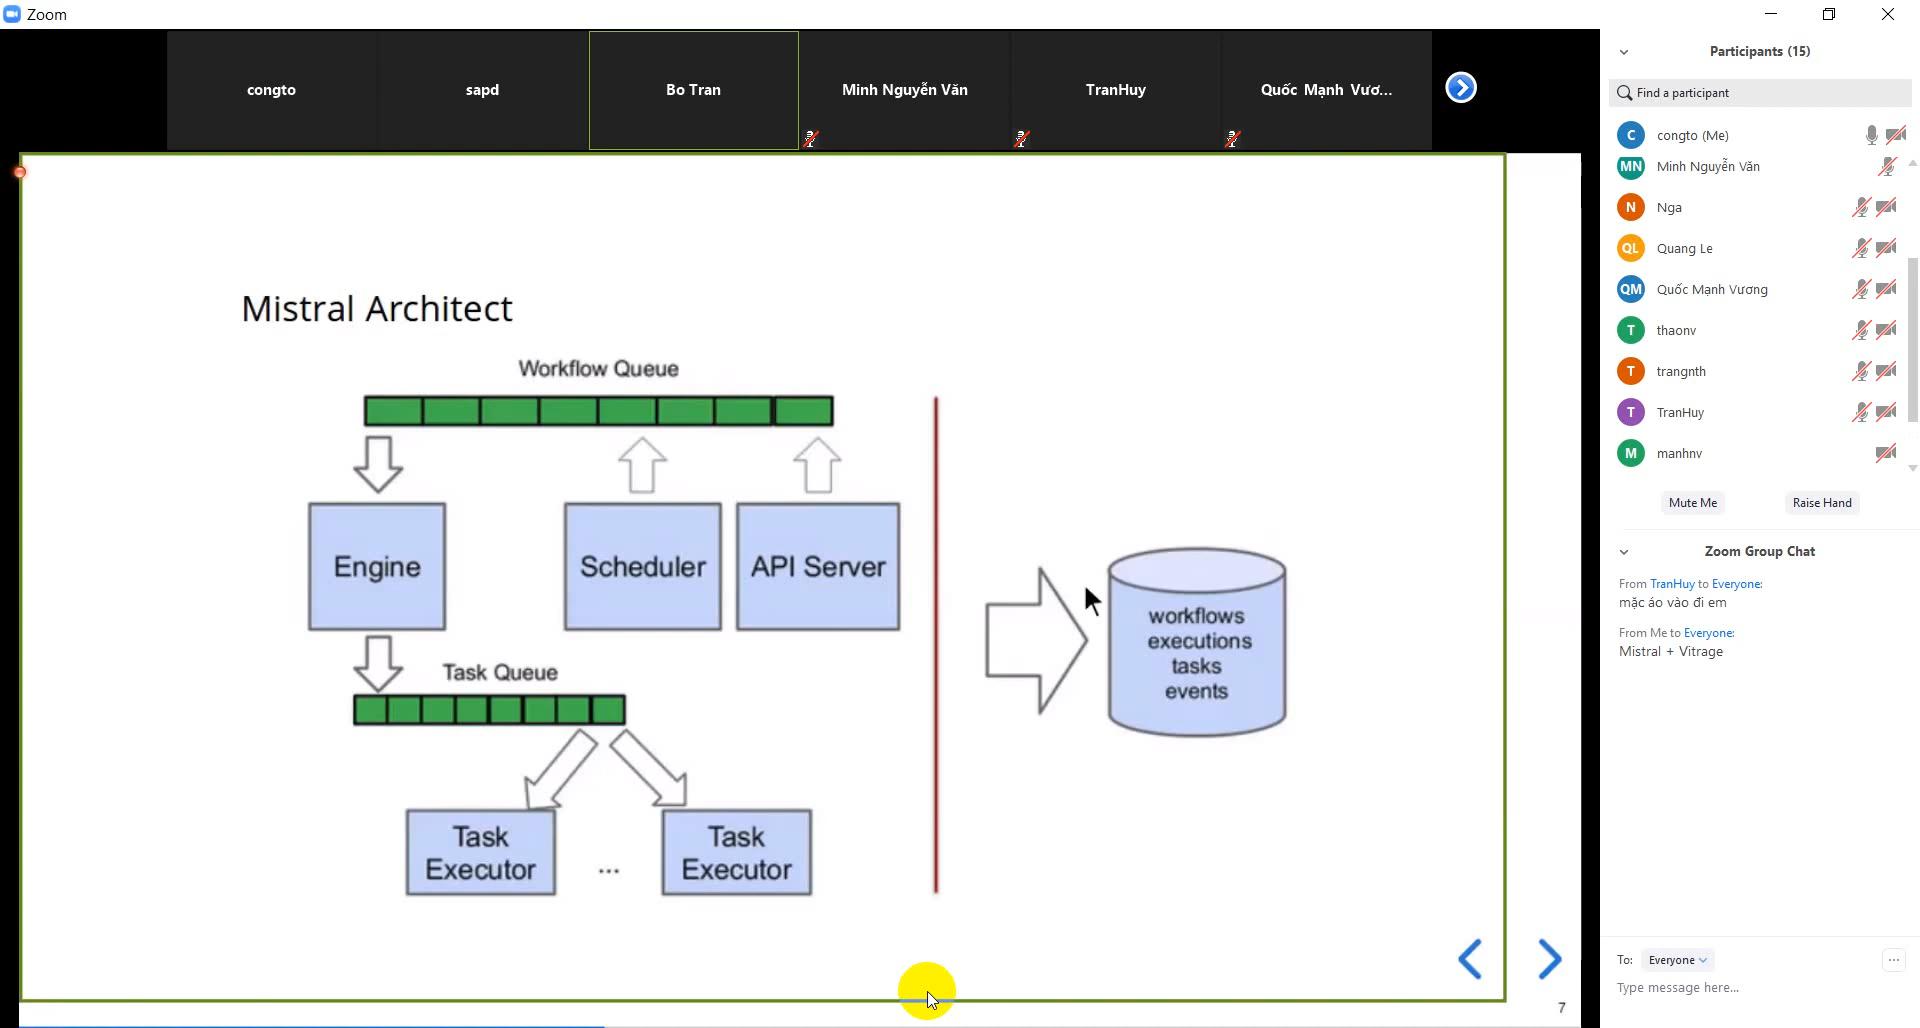 Zoom
congto
sapd
Bo Tran
Minh Nguyễn Văn
TranHuy
Quốc Mạnh Vươ...
Mistral Architect
Workflow Queue
Engine
Scheduler
API Server
Task Queue
Task
Executor
...
Task
Executor
workflows
executions
tasks
events
7
Participants (15)
Find a participant
C congto (Me)
MN Minh Nguyễn Văn
N Nga
QL Quang Le
QM Quốc Mạnh Vương
T thaonv
T trangnth
T TranHuy
M manhnv
Mute Me
Raise Hand
Zoom Group Chat
From TranHuy to Everyone:
mặc áo vào đi em
From Me to Everyone:
Mistral + Vitrage
To: Everyone
...
Type message here...